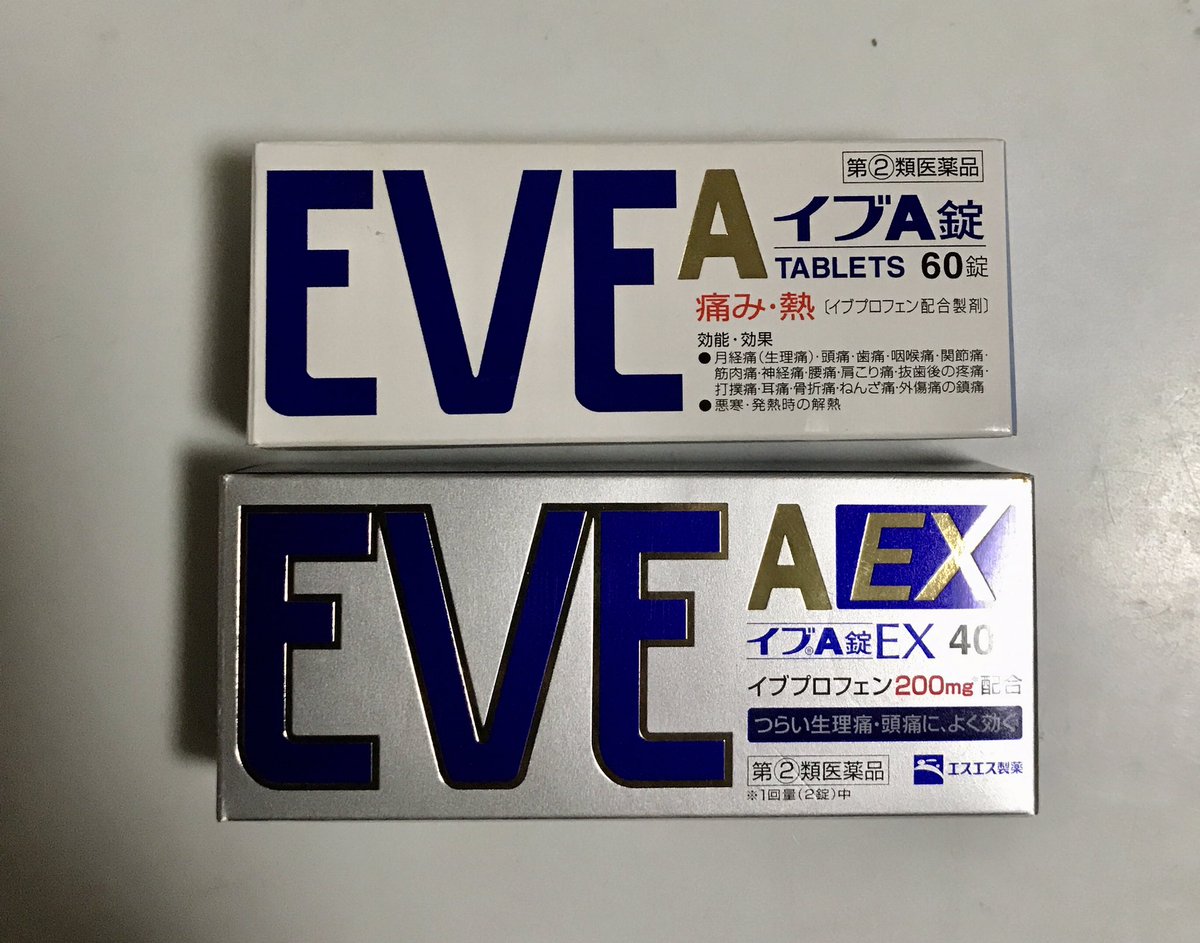 EVE A
第②類医薬品
イブA錠
TABLETS 60錠
痛み・熱〔イブプロフェン配合製剤〕
効能・効果
●月経痛(生理痛)・頭痛・歯痛・咽喉痛・関節痛・
筋肉痛・神経痛・腰痛・肩こり痛・抜歯後の疼痛・
打撲痛・耳痛・骨折痛・ねんざ痛・外傷痛の鎮痛
●悪寒・発熱時の解熱
EVE A EX
イブ®A錠EX 40
イブプロフェン200mg※配合
つらい生理痛・頭痛に、よく効く
第②類医薬品
エスエス製薬
※1回量(2錠)中